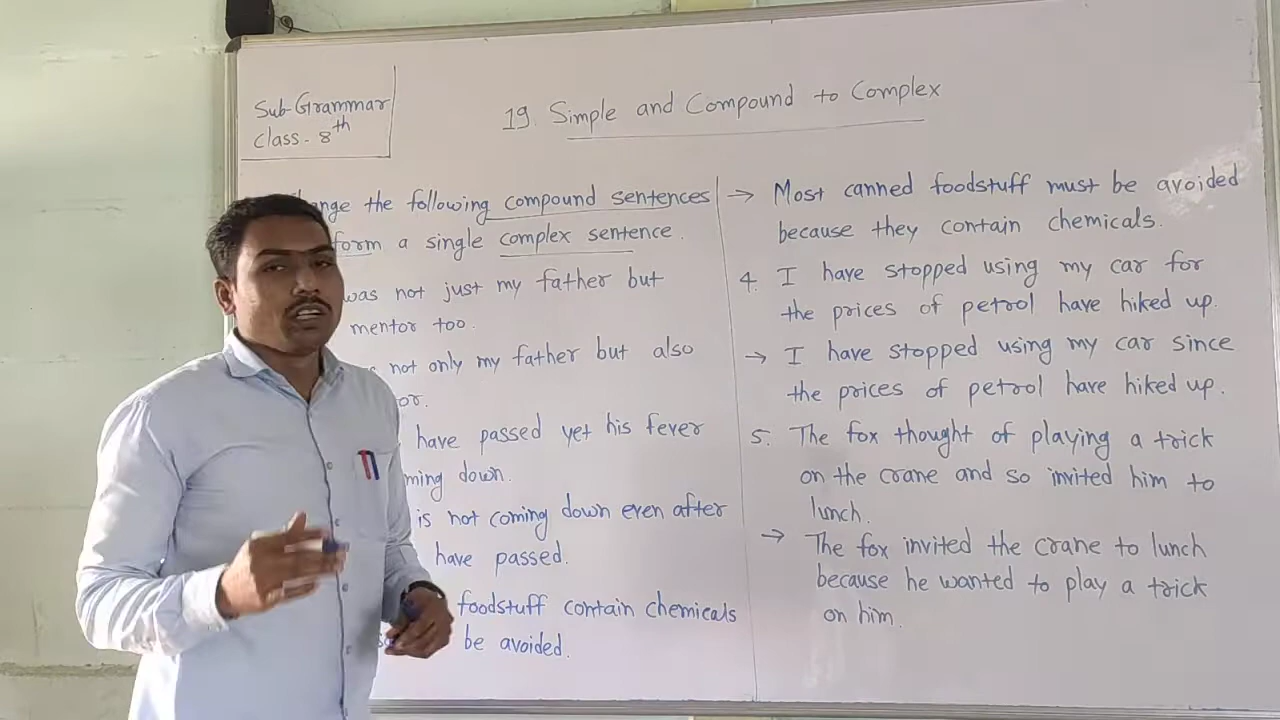 Sub-Grammar
Class. 8th
19. Simple and Compound to Complex
the following compound sentences
form a single complex sentence.
was not just my father but
mentor too.
not only my father but also
have passed yet his fever
down.
is not coming down even after
have passed.
foodstuff contain chemicals
be avoided.
→ Most canned foodstuff must be avoided
because they contain chemicals.
4. I have stopped using my car for
the prices of petrol have hiked up.
→ I have stopped using my car since
the prices of petrol have hiked up.
5. The fox thought of playing a trick
on the crane and so invited him to
lunch.
→ The fox invited the crane to lunch
because he wanted to play a trick
on him.